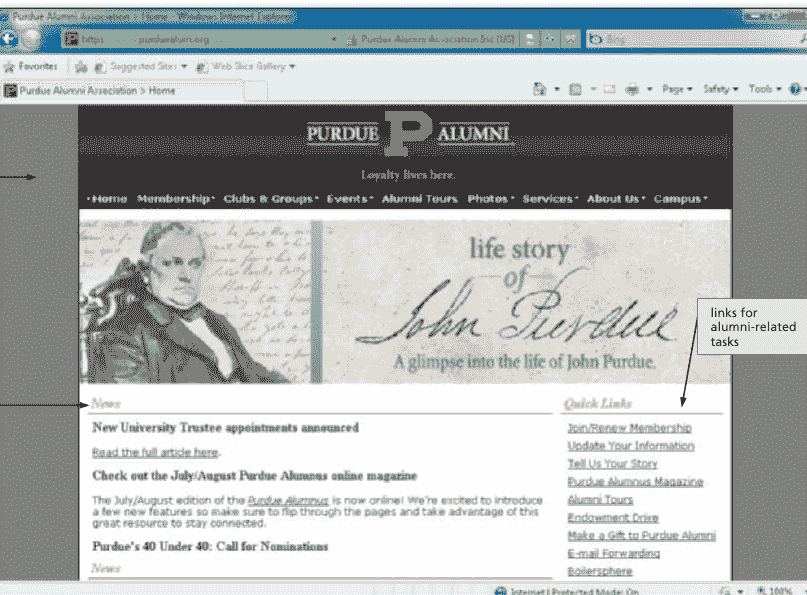 Purdue Alumni Association > Home - Windows Internet Explorer
https purduealum.org Purdue Alumni Association Inc [US] Bing
Favorites Suggested Sites Web Slice Gallery
Purdue Alumni Association > Home Page Safety Tools
PURDUE P ALUMNI
Loyalty lives here.
Home Membership Clubs & Groups Events Alumni Tours Photos Services About Us Campus
life story
of
John Purdue
A glimpse into the life of John Purdue.
links for
alumni-related
tasks
News
New University Trustee appointments announced
Read the full article here.
Check out the July/August Purdue Alumnus online magazine
The July/August edition of the Purdue Alumnus is now online! We're excited to introduce
a few new features so make sure to flip through the pages and take advantage of this
great resource to stay connected.
Purdue's 40 Under 40: Call for Nominations
News
Quick Links
Join/Renew Membership
Update Your Information
Tell Us Your Story
Purdue Alumnus Magazine
Alumni Tours
Endowment Drive
Make a Gift to Purdue Alumni
E-mail Forwarding
Boilersphere
Internet | Protected Mode: On 100%